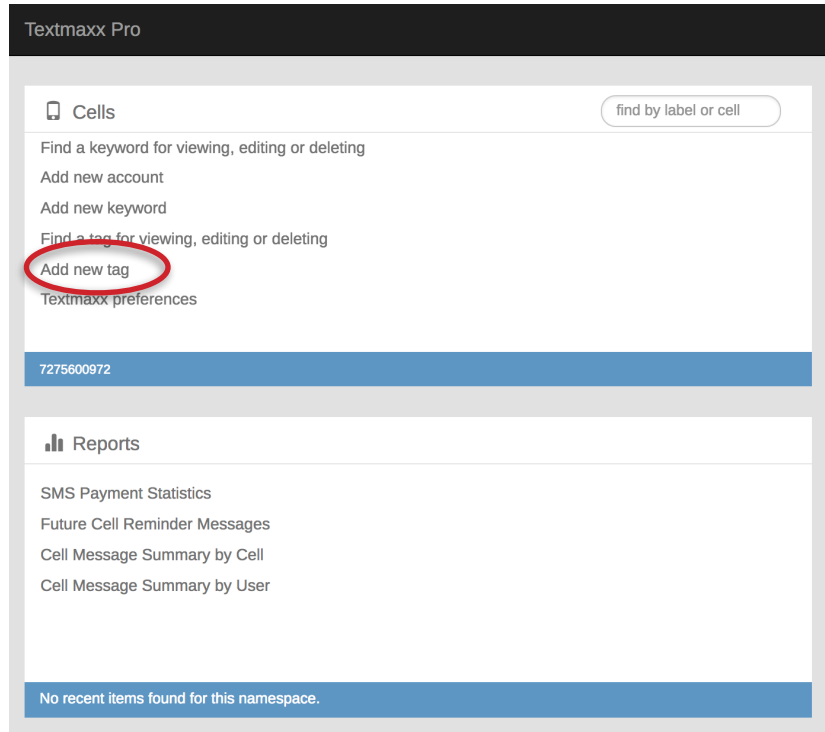 Textmaxx Pro
Cells
find by label or cell
Find a keyword for viewing, editing or deleting
Add new account
Add new keyword
Find a tag for viewing, editing or deleting
Add new tag
Textmaxx preferences
7275600972
Reports
SMS Payment Statistics
Future Cell Reminder Messages
Cell Message Summary by Cell
Cell Message Summary by User
No recent items found for this namespace.